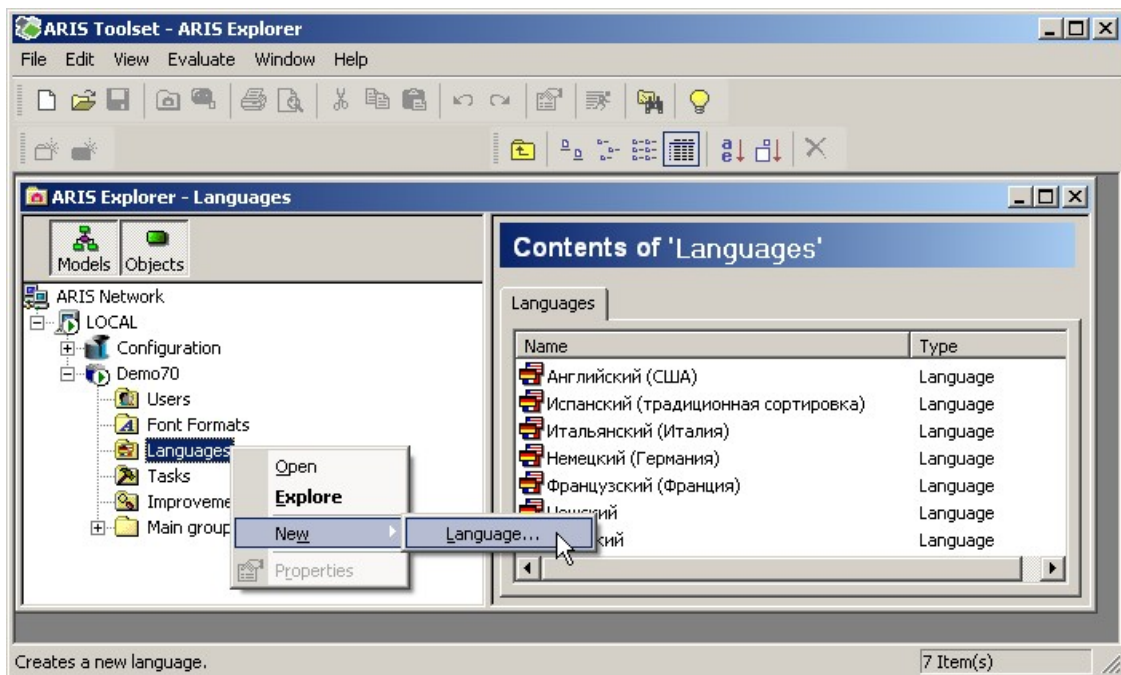 ARIS Toolset - ARIS Explorer
File Edit View Evaluate Window Help
ARIS Explorer - Languages
Models Objects
ARIS Network
LOCAL
Configuration
Demo70
Users
Font Formats
Languages
Tasks
Main group
Open
Explore
New
Language...
Properties
Contents of 'Languages'
Languages
Name Type
Английский (США) Language
Испанский (традиционная сортировка) Language
Итальянский (Италия) Language
Немецкий (Германия) Language
Французский (Франция) Language
Language
Language
Creates a new language.
7 Item(s)